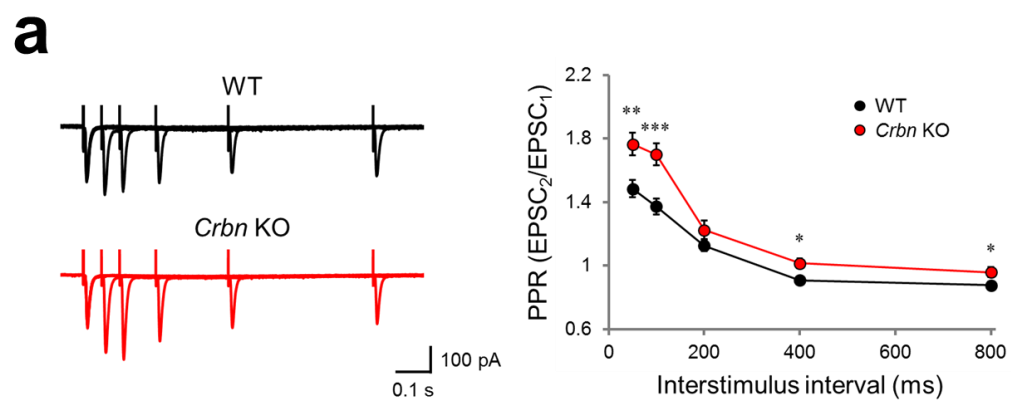 a
WT
Crbn KO
100 pA
0.1 s
PPR (EPSC₂/EPSC₁)
2.2
1.8
1.4
1
0.6
0
200
400
600
800
Interstimulus interval (ms)
**
***
*
*
WT
Crbn KO